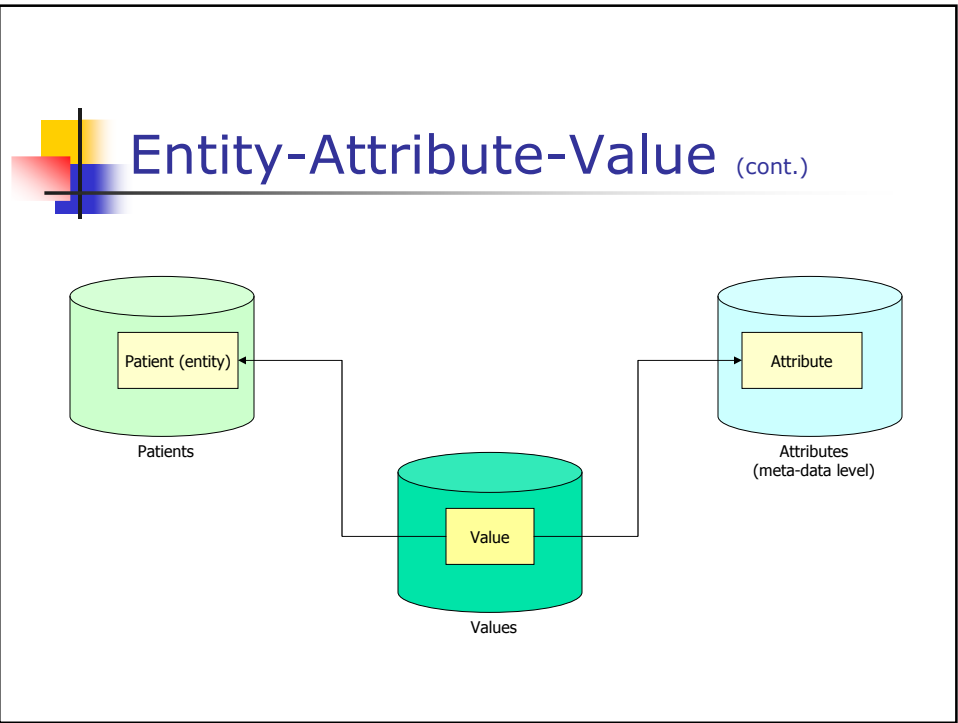 Entity-Attribute-Value (cont.)
Patient (entity)
Attribute
Patients
Attributes
(meta-data level)
Value
Values